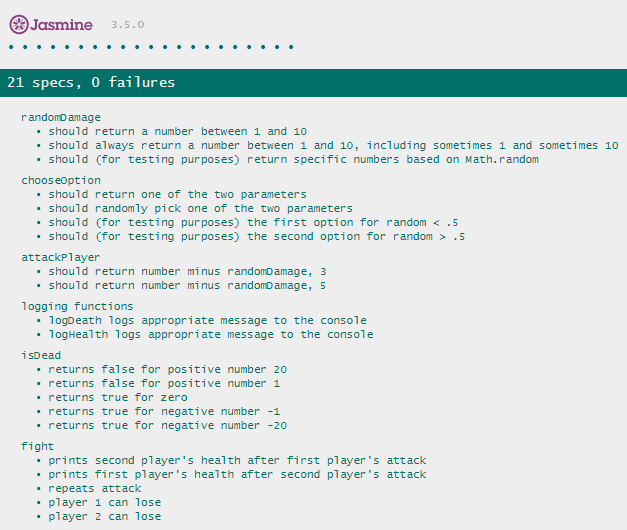 Jasmine 3.5.0
21 specs, 0 failures
randomDamage
• should return a number between 1 and 10
• should always return a number between 1 and 10, including sometimes 1 and sometimes 10
• should (for testing purposes) return specific numbers based on Math.random
chooseOption
• should return one of the two parameters
• should randomly pick one of the two parameters
• should (for testing purposes) the first option for random < .5
• should (for testing purposes) the second option for random > .5
attackPlayer
• should return number minus randomDamage, 3
• should return number minus randomDamage, 5
logging functions
• logDeath logs appropriate message to the console
• logHealth logs appropriate message to the console
isDead
• returns false for positive number 20
• returns false for positive number 1
• returns true for zero
• returns true for negative number -1
• returns true for negative number -20
fight
• prints second player's health after first player's attack
• prints first player's health after second player's attack
• repeats attack
• player 1 can lose
• player 2 can lose